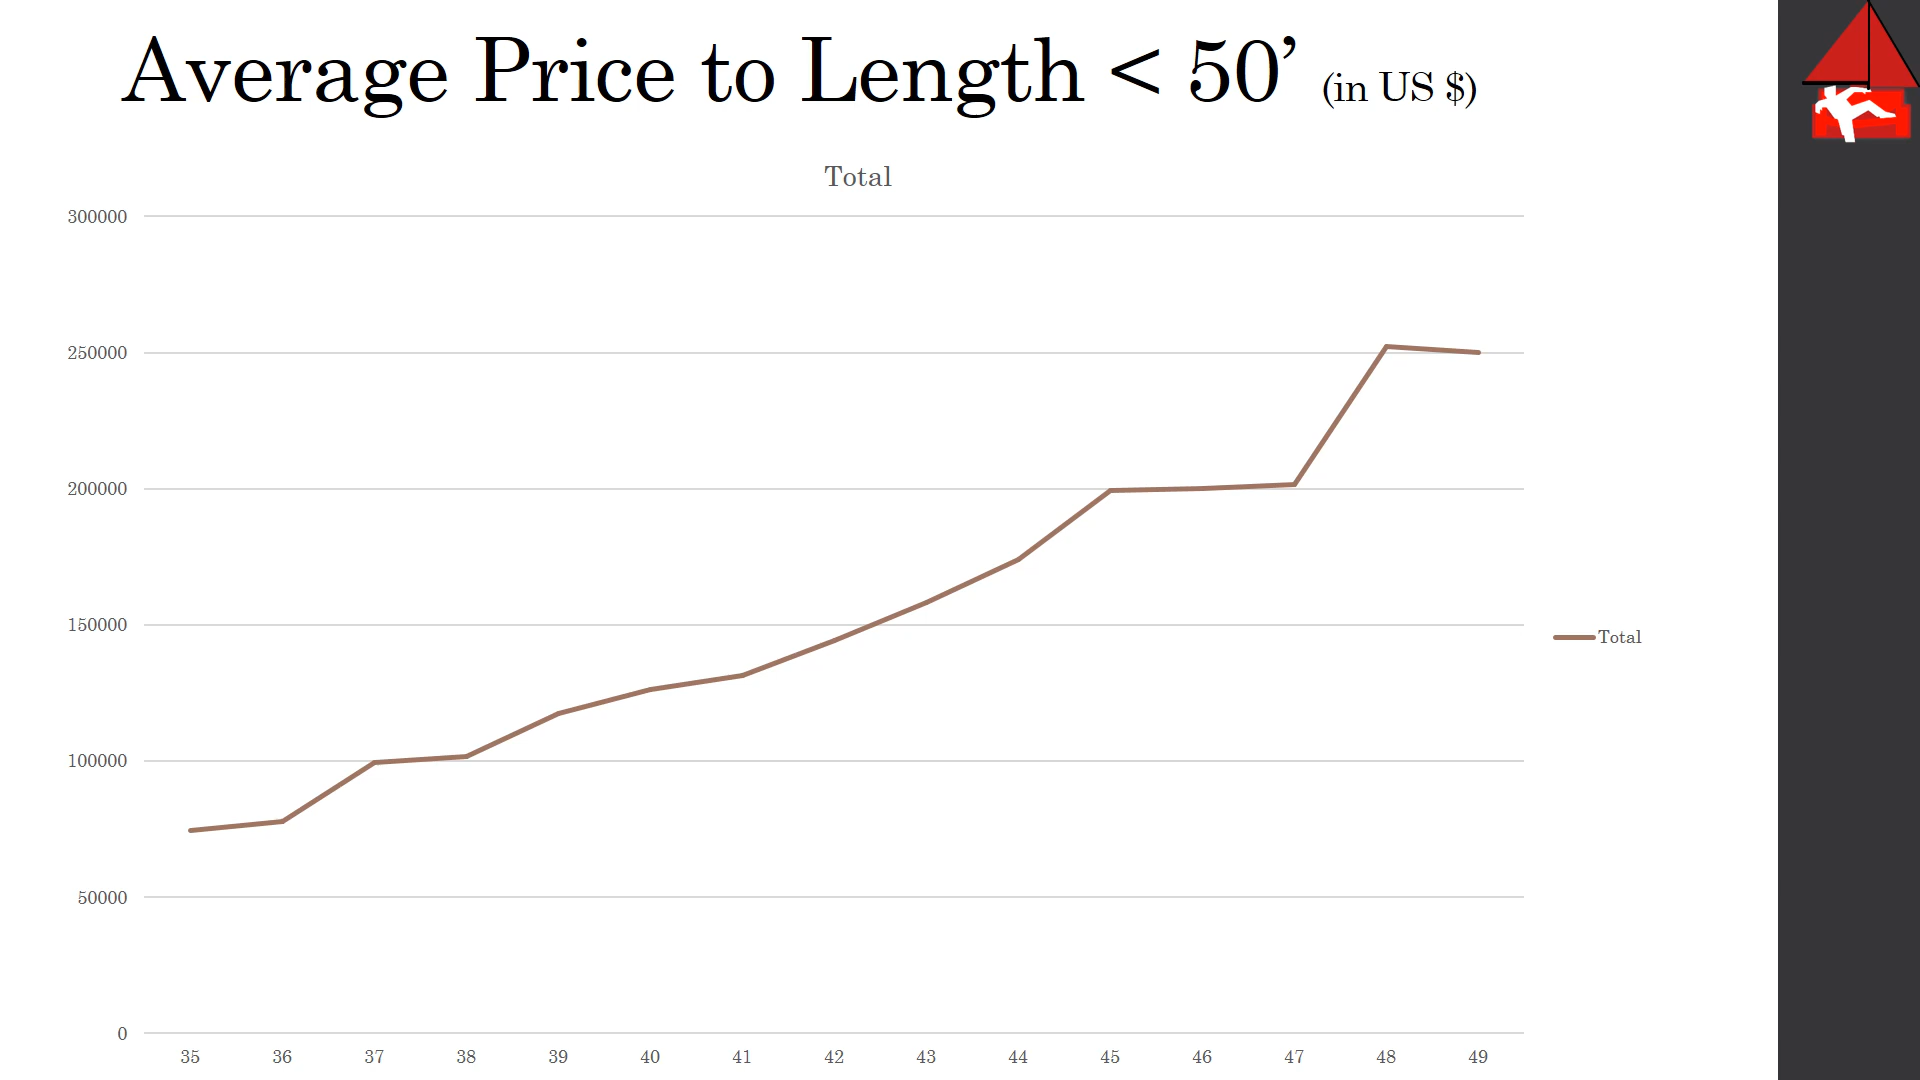 Average Price to Length < 50’ (in US $)
Total
300000
250000
200000
150000
100000
50000
0
35 36 37 38 39 40 41 42 43 44 45 46 47 48 49
Total